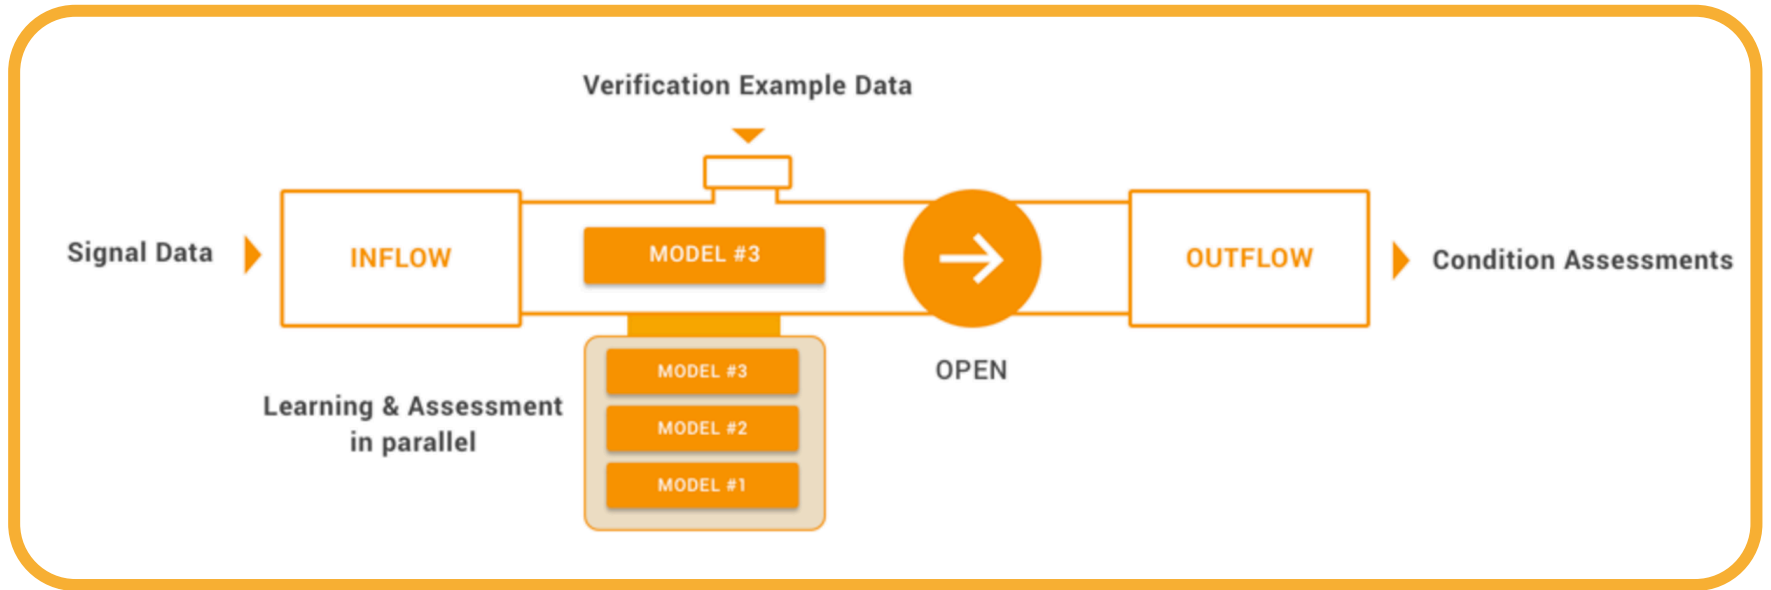 Verification Example Data
Signal Data
INFLOW
MODEL #3
OUTFLOW
Condition Assessments
OPEN
Learning & Assessment
in parallel
MODEL #3
MODEL #2
MODEL #1